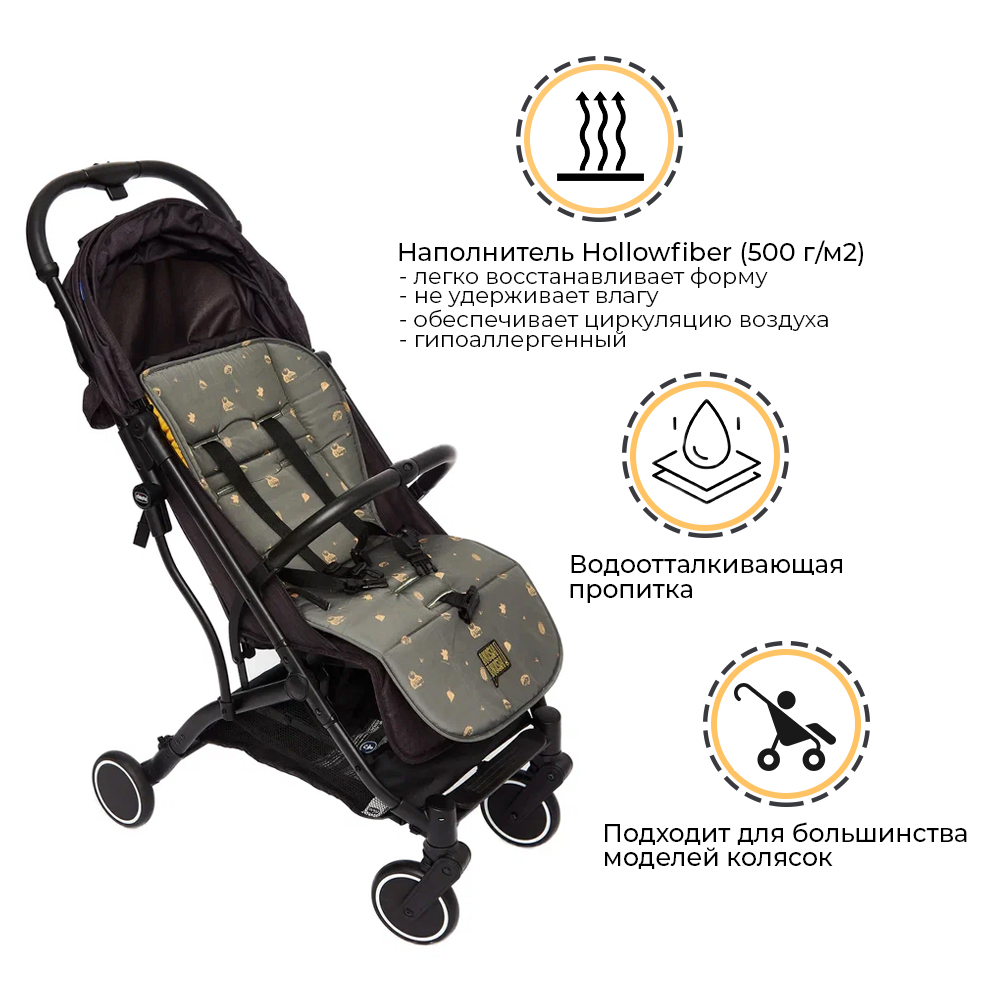 Наполнитель Hollowfiber (500 г/м2)
- легко восстанавливает форму
- не удерживает влагу
- обеспечивает циркуляцию воздуха
- гипоаллергенный
Водоотталкивающая
пропитка
Подходит для большинства
моделей колясок